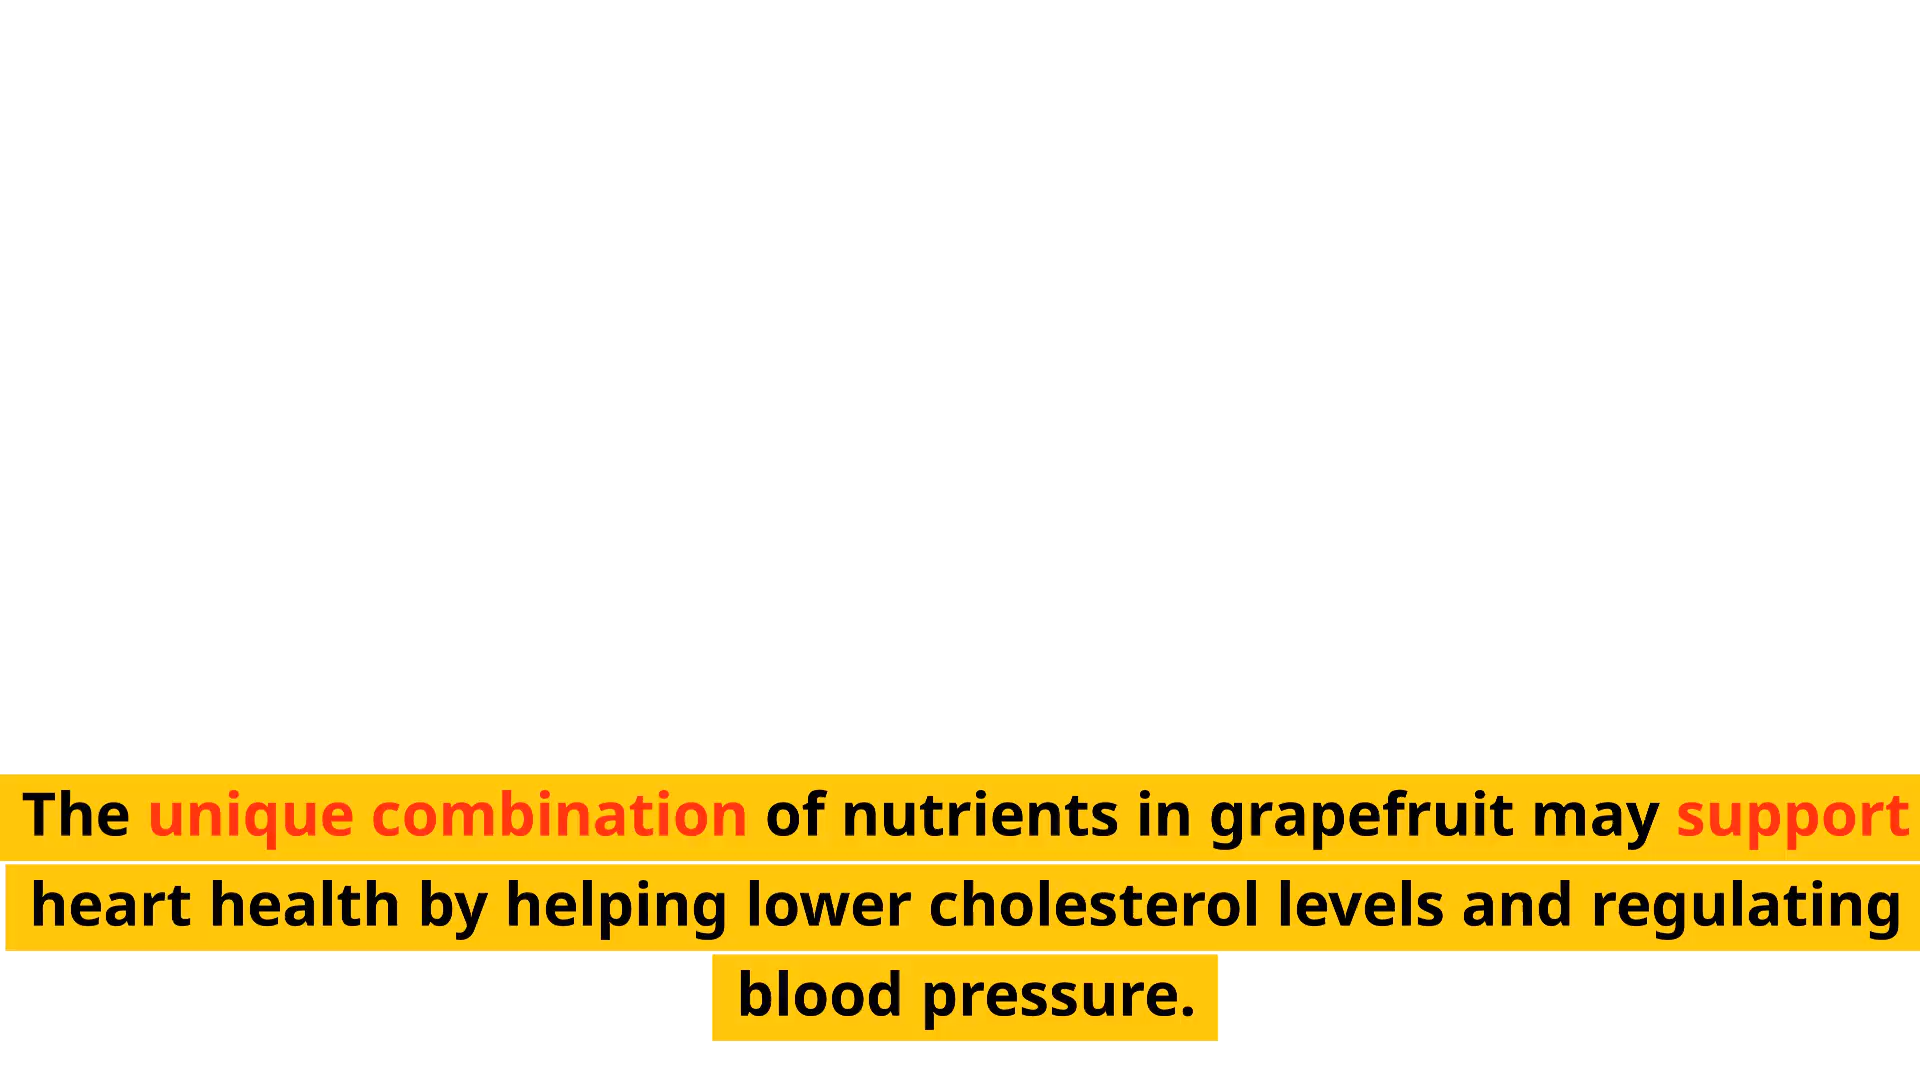 The unique combination of nutrients in grapefruit may support
heart health by helping lower cholesterol levels and regulating
blood pressure.